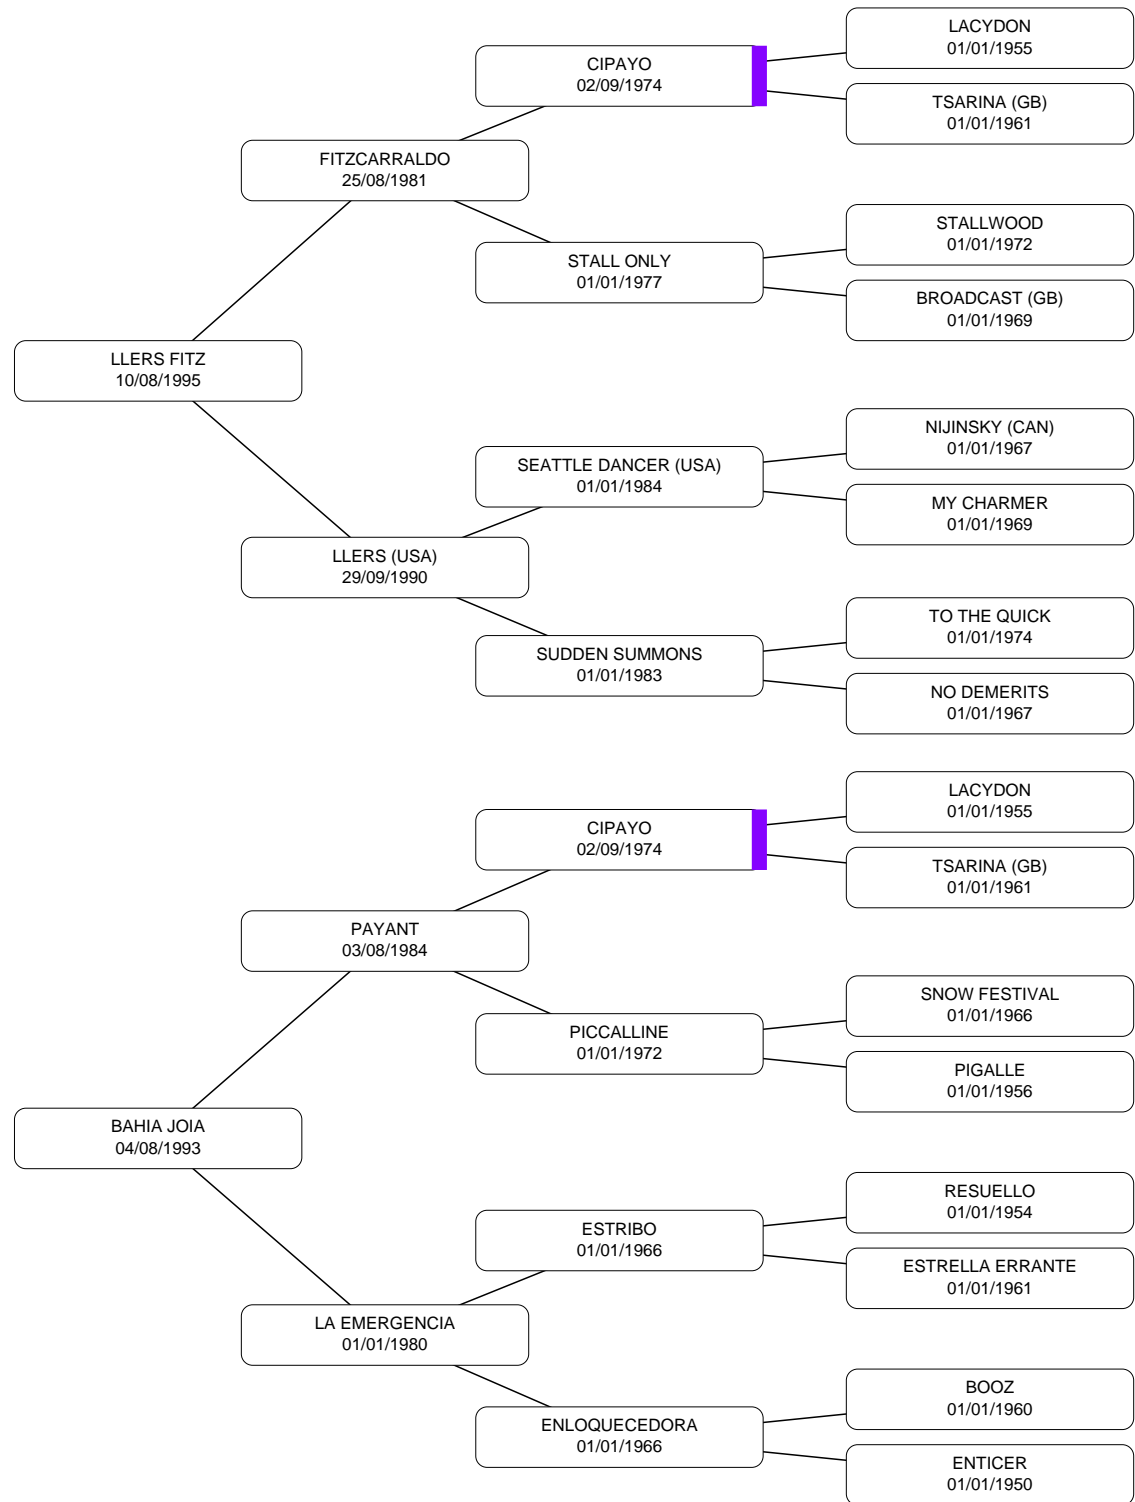 LACYDON
01/01/1955
CIPAYO
02/09/1974
TSARINA (GB)
01/01/1961
FITZCARRALDO
25/08/1981
STALLWOOD
01/01/1972
STALL ONLY
01/01/1977
BROADCAST (GB)
01/01/1969
LLERS FITZ
10/08/1995
NIJINSKY (CAN)
01/01/1967
SEATTLE DANCER (USA)
01/01/1984
MY CHARMER
01/01/1969
LLERS (USA)
29/09/1990
TO THE QUICK
01/01/1974
SUDDEN SUMMONS
01/01/1983
NO DEMERITS
01/01/1967
LACYDON
01/01/1955
CIPAYO
02/09/1974
TSARINA (GB)
01/01/1961
PAYANT
03/08/1984
SNOW FESTIVAL
01/01/1966
PICCALLINE
01/01/1972
PIGALLE
01/01/1956
BAHIA JOIA
04/08/1993
RESUELLO
01/01/1954
ESTRIBO
01/01/1966
ESTRELLA ERRANTE
01/01/1961
LA EMERGENCIA
01/01/1980
BOOZ
01/01/1960
ENLOQUECEDORA
01/01/1966
ENTICER
01/01/1950